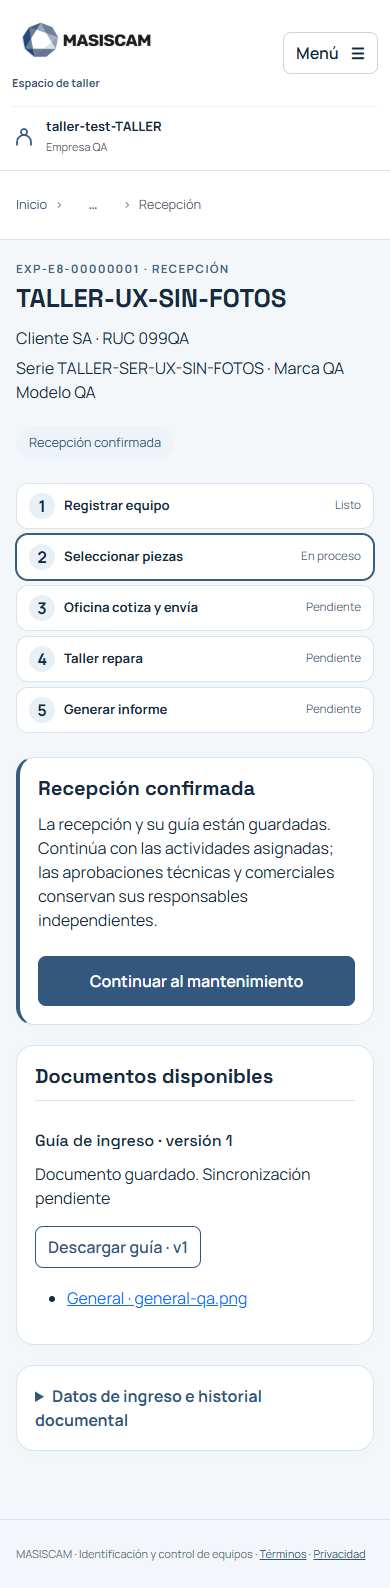 MASISCAM
Menú ☰
Espacio de taller
taller-test-TALLER
Empresa QA
Inicio › … › Recepción
EXP-E8-00000001 · RECEPCIÓN
TALLER-UX-SIN-FOTOS
Cliente SA · RUC 099QA
Serie TALLER-SER-UX-SIN-FOTOS · Marca QA
Modelo QA
Recepción confirmada
1 Registrar equipo Listo
2 Seleccionar piezas En proceso
3 Oficina cotiza y envía Pendiente
4 Taller repara Pendiente
5 Generar informe Pendiente
Recepción confirmada
La recepción y su guía están guardadas.
Continúa con las actividades asignadas;
las aprobaciones técnicas y comerciales
conservan sus responsables
independientes.
Continuar al mantenimiento
Documentos disponibles
Guía de ingreso · versión 1
Documento guardado. Sincronización
pendiente
Descargar guía · v1
• General · general-qa.png
▶ Datos de ingreso e historial
documental
MASISCAM · Identificación y control de equipos · Términos · Privacidad